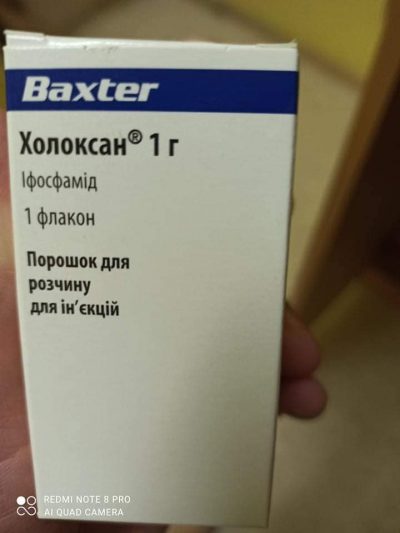 Baxter
Холоксан® 1 г
Іфосфамід
1 флакон
Порошок для
розчину
для ін’єкцій
REDMI NOTE 8 PRO
AI QUAD CAMERA